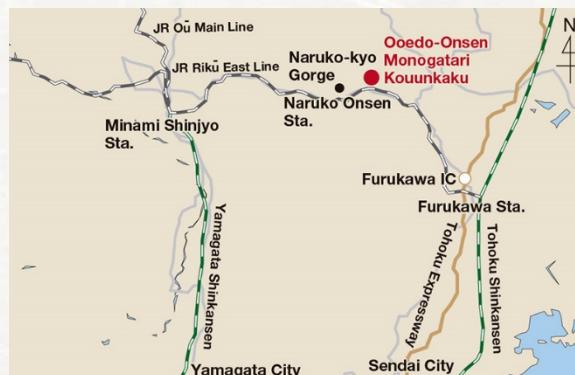 JR Oū Main Line
JR Rikū East Line
Naruko-kyo
Gorge
Ooedo-Onsen
Monogatari
Kouunkaku
N
Naruko Onsen
Sta.
Minami Shinjyo
Sta.
Furukawa IC
Furukawa Sta.
Yamagata Shinkansen
Tohoku Expressway
Tohoku Shinkansen
Yamagata City
Sendai City